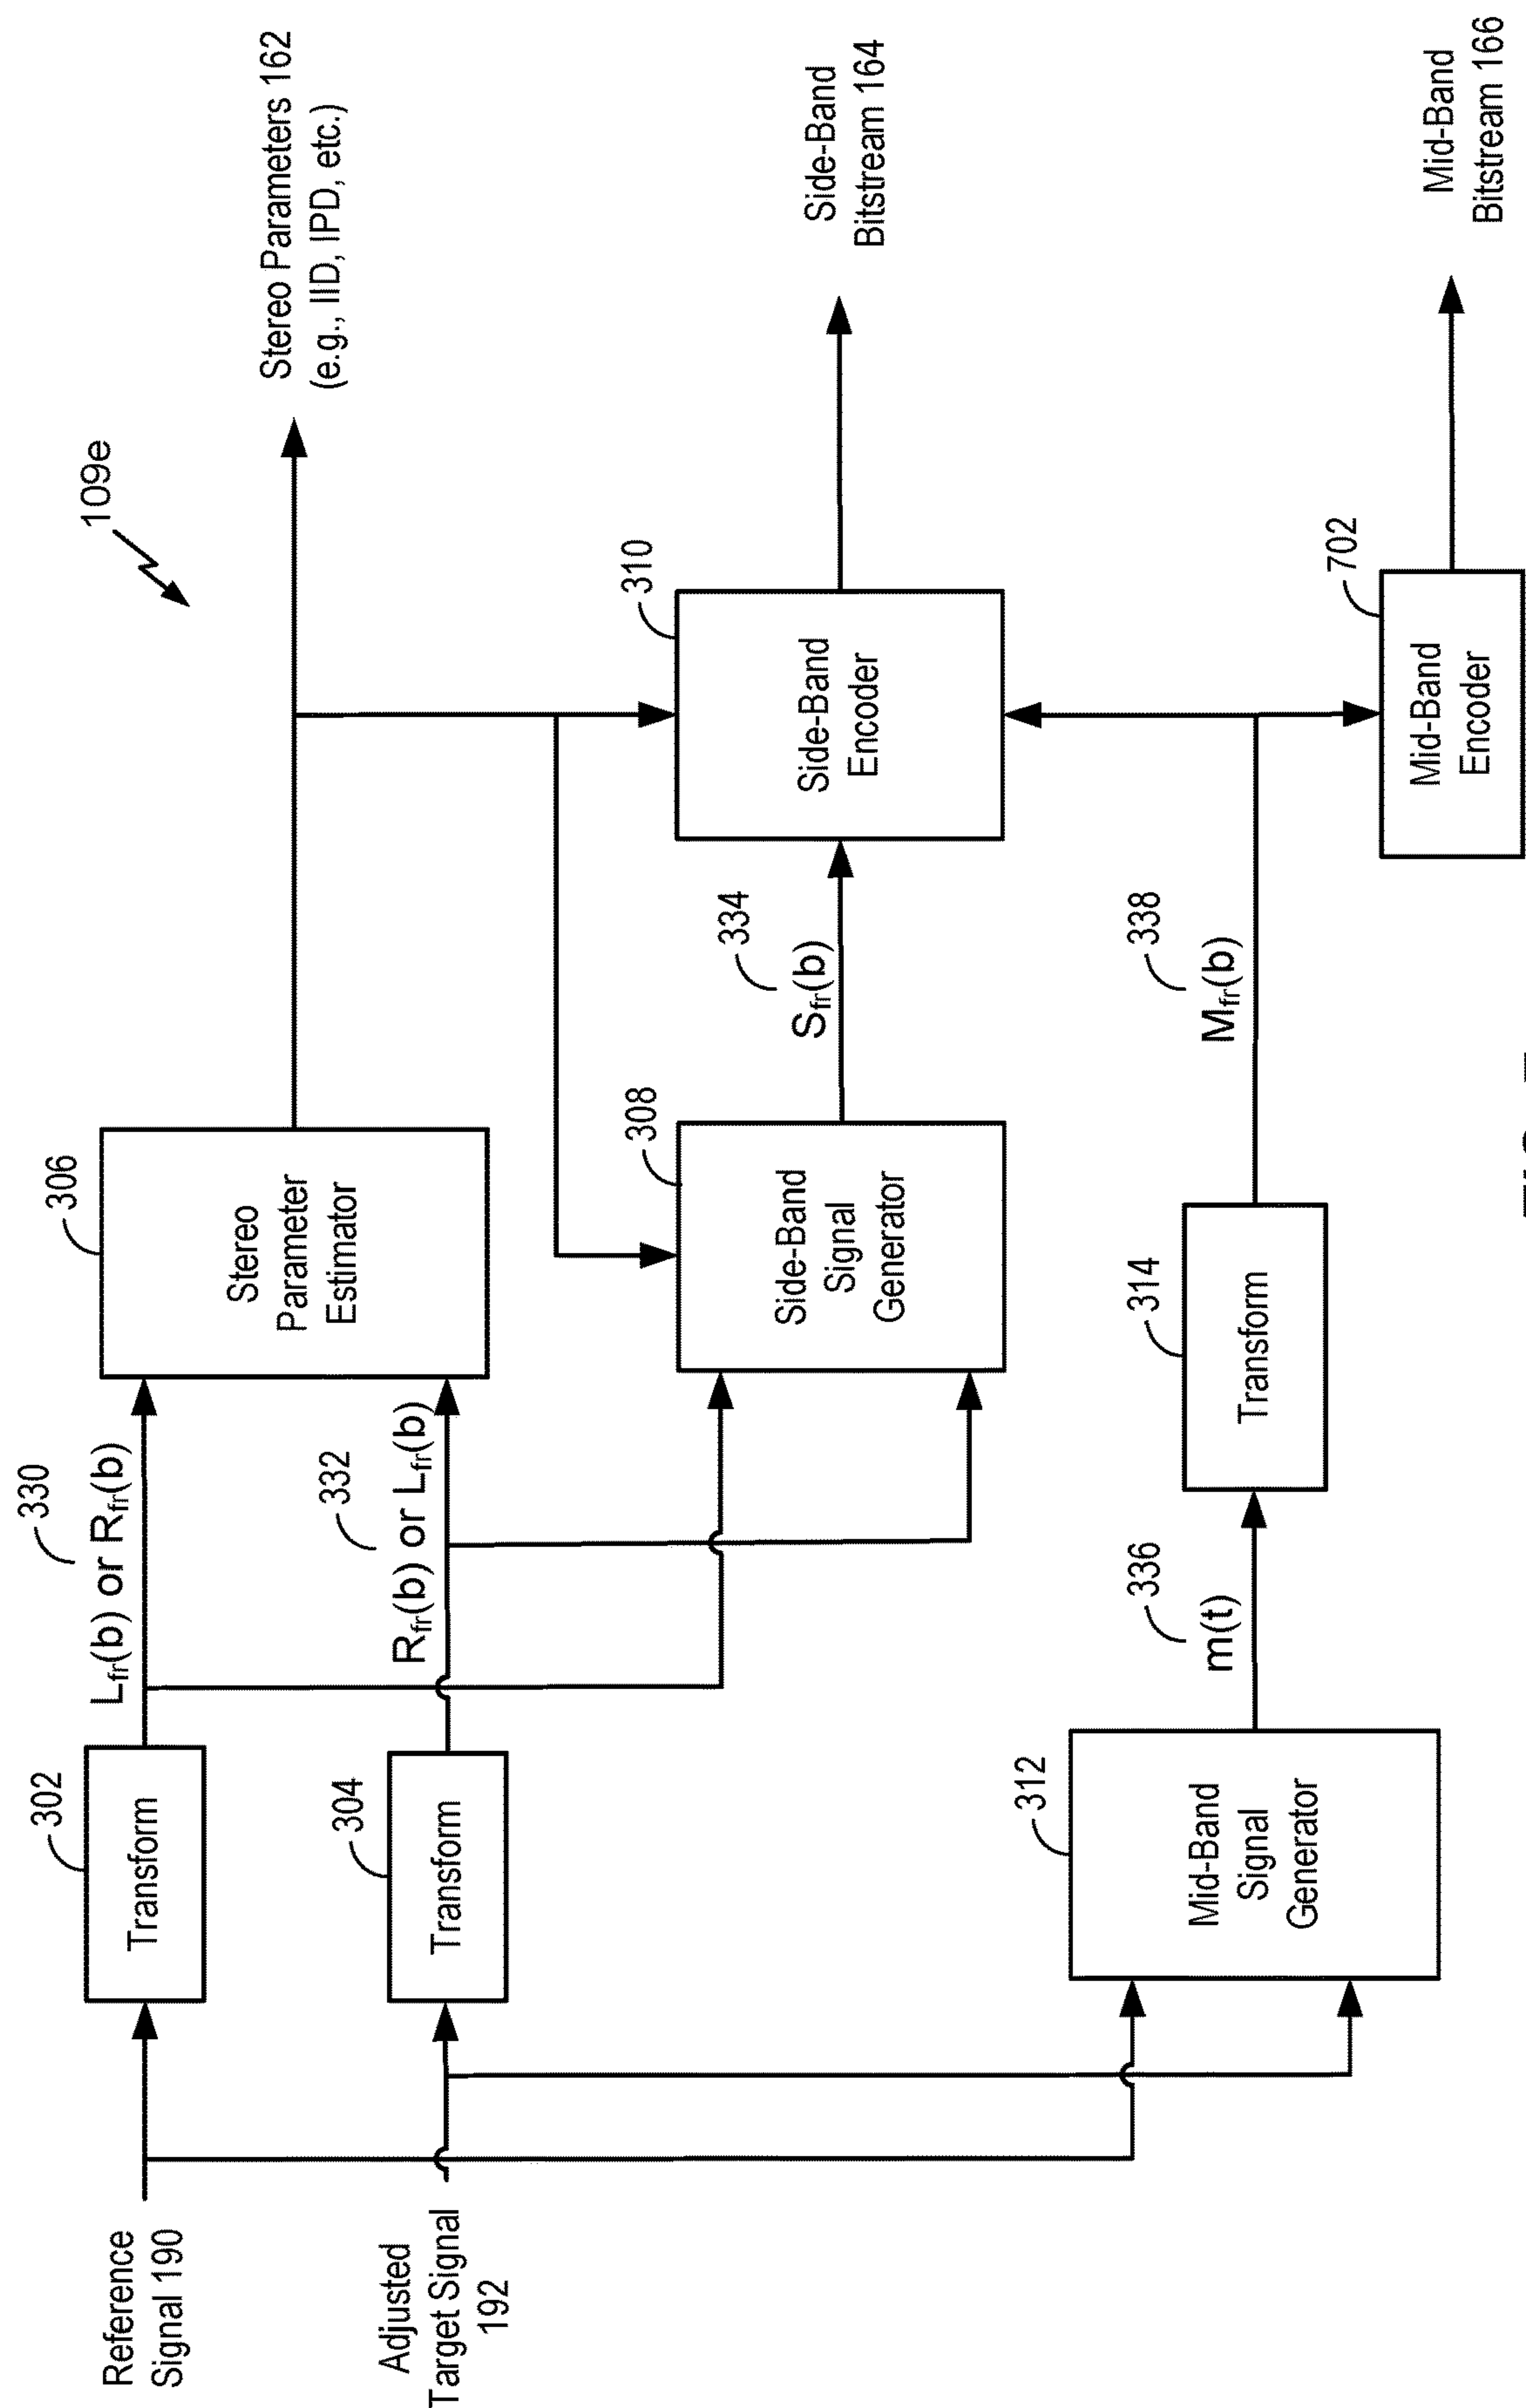 109e
Reference
Signal 190
302
Transform
330
Lfr(b) or Rfr(b)
306
Stereo
Parameter
Estimator
Stereo Parameters 162
(e.g., IID, IPD, etc.)
Adjusted
Target Signal
192
304
Transform
332
Rfr(b) or Lfr(b)
308
Side-Band
Signal
Generator
334
Sfr(b)
310
Side-Band
Encoder
Side-Band
Bitstream 164
312
Mid-Band
Signal
Generator
336
m(t)
314
Transform
338
Mfr(b)
702
Mid-Band
Encoder
Mid-Band
Bitstream 166